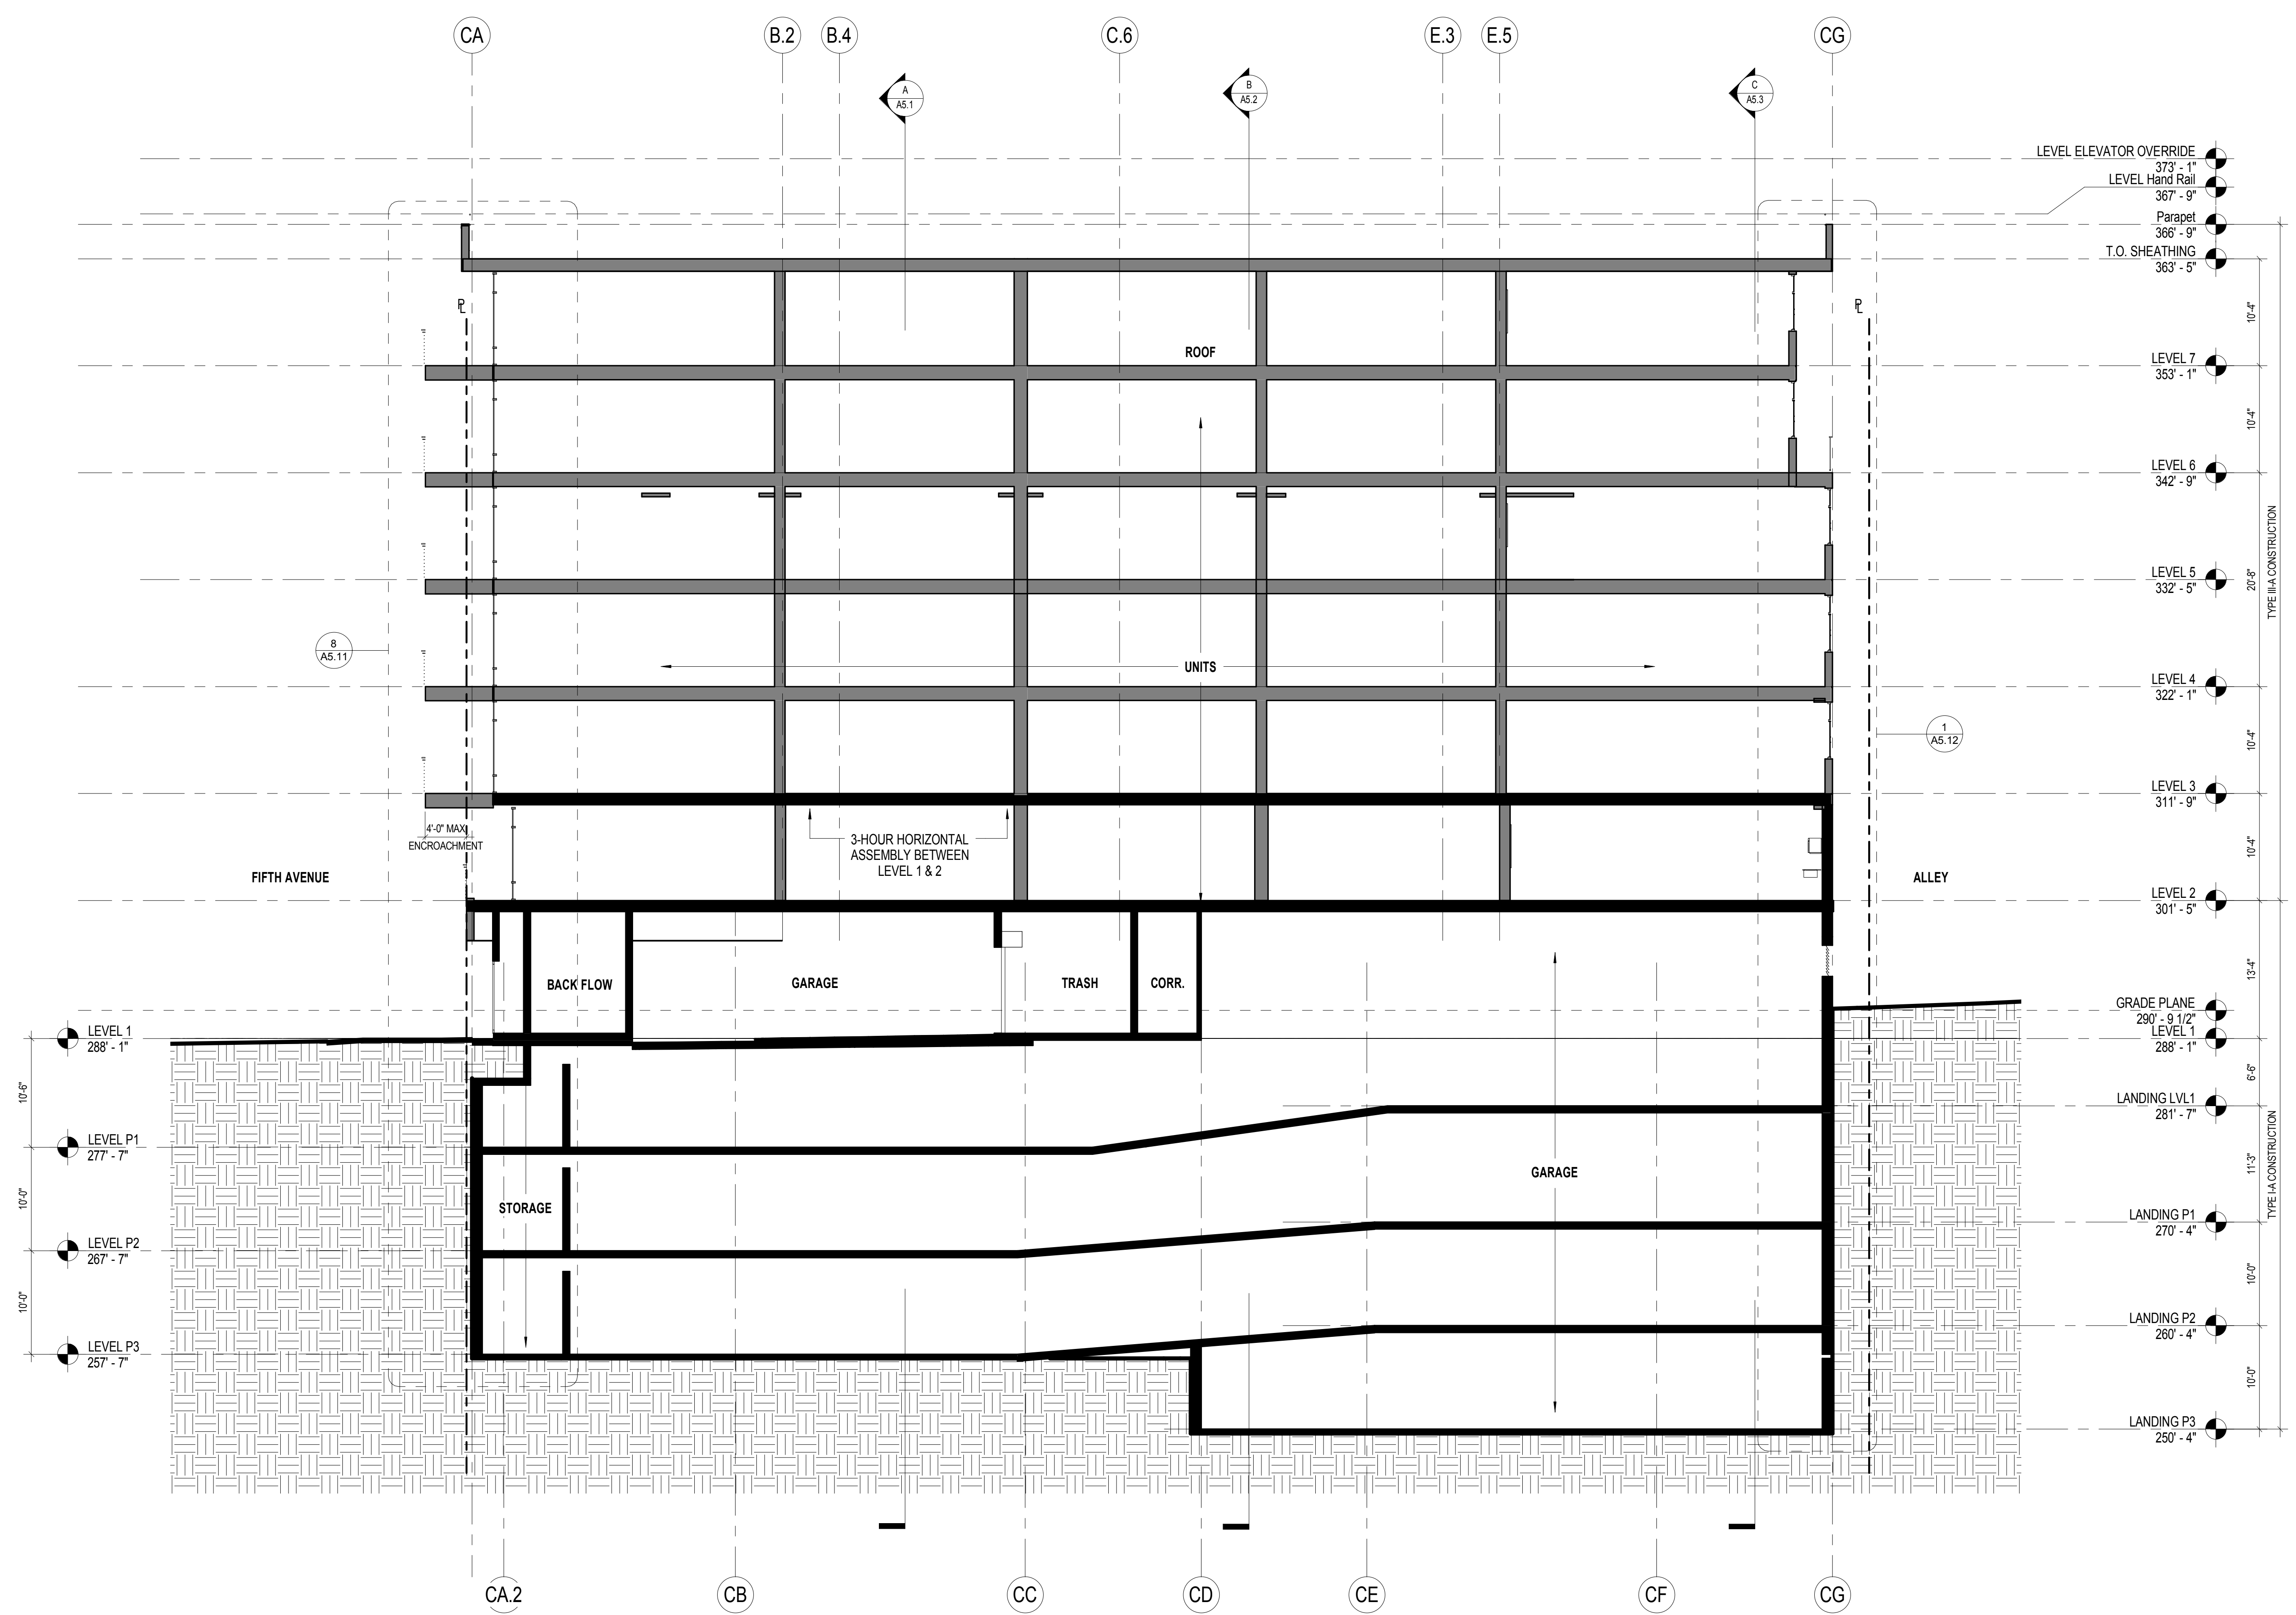 CA
B.2
B.4
C.6
E.3
E.5
CG
A
A5.1
B
A5.2
C
A5.3
LEVEL ELEVATOR OVERRIDE
373' - 1"
LEVEL Hand Rail
367' - 9"
Parapet
366' - 9"
T.O. SHEATHING
363' - 5"
10'-4"
PL
PL
ROOF
LEVEL 7
353' - 1"
10'-4"
LEVEL 6
342' - 9"
TYPE III-A CONSTRUCTION
LEVEL 5
332' - 5"
20'-8"
8
A5.11
UNITS
LEVEL 4
322' - 1"
1
A5.12
10'-4"
LEVEL 3
311' - 9"
4'-0" MAX
ENCROACHMENT
3-HOUR HORIZONTAL
ASSEMBLY BETWEEN
LEVEL 1 & 2
10'-4"
FIFTH AVENUE
ALLEY
LEVEL 2
301' - 5"
BACK FLOW
GARAGE
TRASH
CORR.
13'-4"
GRADE PLANE
290' - 9 1/2"
LEVEL 1
288' - 1"
LEVEL 1
288' - 1"
10'-6"
6'-6"
LANDING LVL1
281' - 7"
LEVEL P1
277' - 7"
TYPE I-A CONSTRUCTION
11'-3"
GARAGE
10'-0"
STORAGE
LANDING P1
270' - 4"
LEVEL P2
267' - 7"
10'-0"
10'-0"
LANDING P2
260' - 4"
LEVEL P3
257' - 7"
10'-0"
LANDING P3
250' - 4"
CA.2
CB
CC
CD
CE
CF
CG